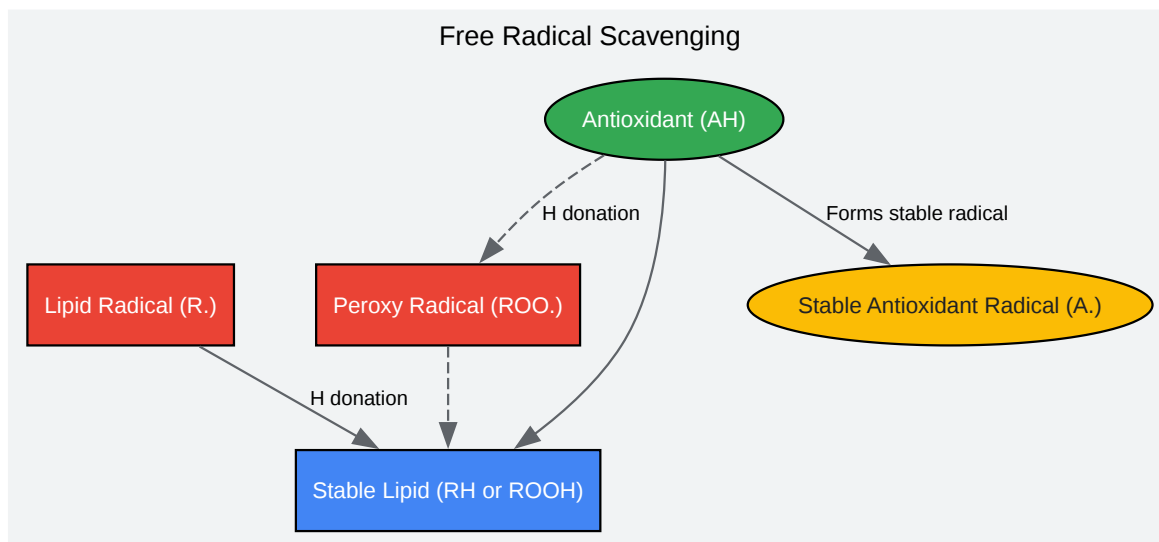 Free Radical Scavenging
Antioxidant (AH)
H donation
Forms stable radical
Lipid Radical (R.)
Peroxy Radical (ROO.)
Stable Antioxidant Radical (A.)
H donation
Stable Lipid (RH or ROOH)